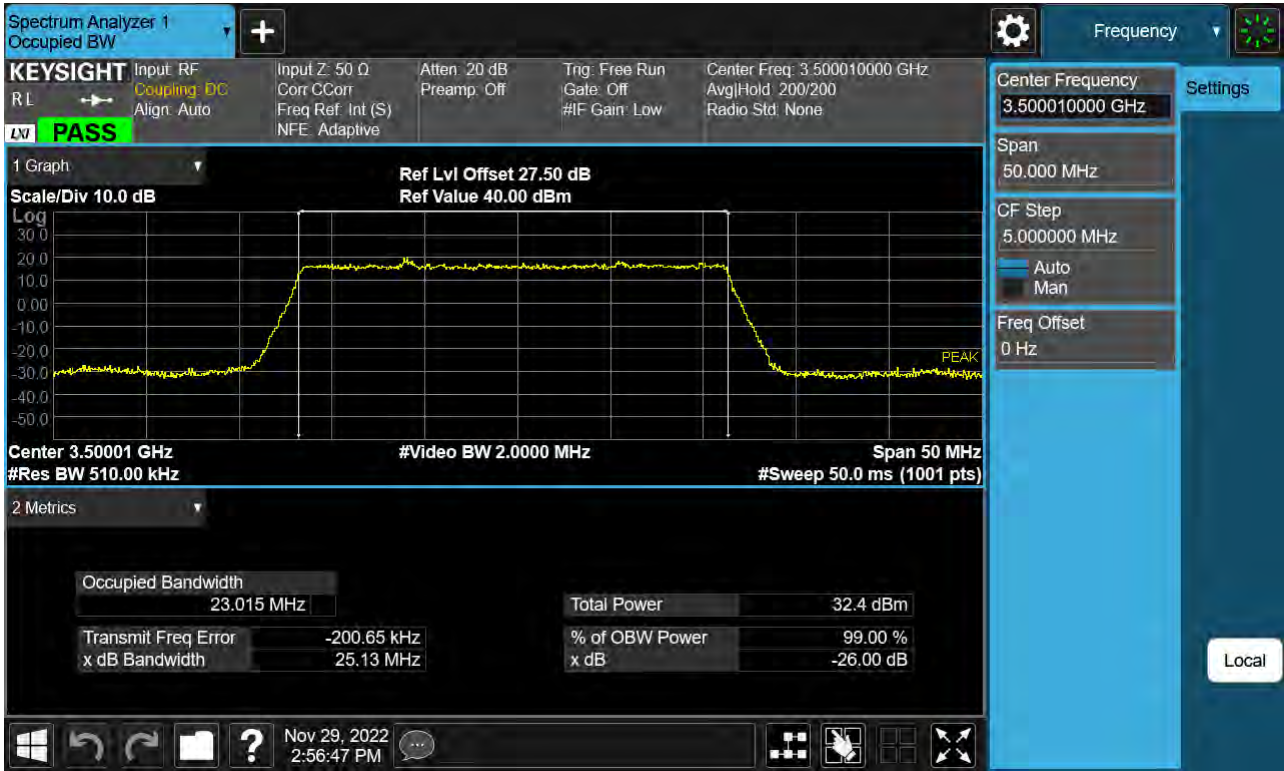 Spectrum Analyzer 1
Occupied BW
+
Frequency
KEYSIGHT
RL
LXI PASS
Input: RF
Coupling: DC
Align: Auto
Input Z: 50 Ω
Corr CCorr
Freq Ref: Int (S)
NFE: Adaptive
Atten: 20 dB
Preamp: Off
Trig: Free Run
Gate: Off
#IF Gain: Low
Center Freq: 3.500010000 GHz
Avg|Hold: 200/200
Radio Std: None
Center Frequency
3.500010000 GHz
Settings
Span
50.000 MHz
CF Step
5.000000 MHz
Auto
Man
Freq Offset
0 Hz
Local
1 Graph
Scale/Div 10.0 dB
Ref Lvl Offset 27.50 dB
Ref Value 40.00 dBm
Log
30.0
20.0
10.0
0.00
-10.0
-20.0
-30.0
-40.0
-50.0
PEAK
Center 3.50001 GHz
#Video BW 2.0000 MHz
Span 50 MHz
#Res BW 510.00 kHz
#Sweep 50.0 ms (1001 pts)
2 Metrics
Occupied Bandwidth
23.015 MHz
Transmit Freq Error -200.65 kHz
x dB Bandwidth 25.13 MHz
Total Power 32.4 dBm
% of OBW Power 99.00 %
x dB -26.00 dB
?
Nov 29, 2022
2:56:47 PM